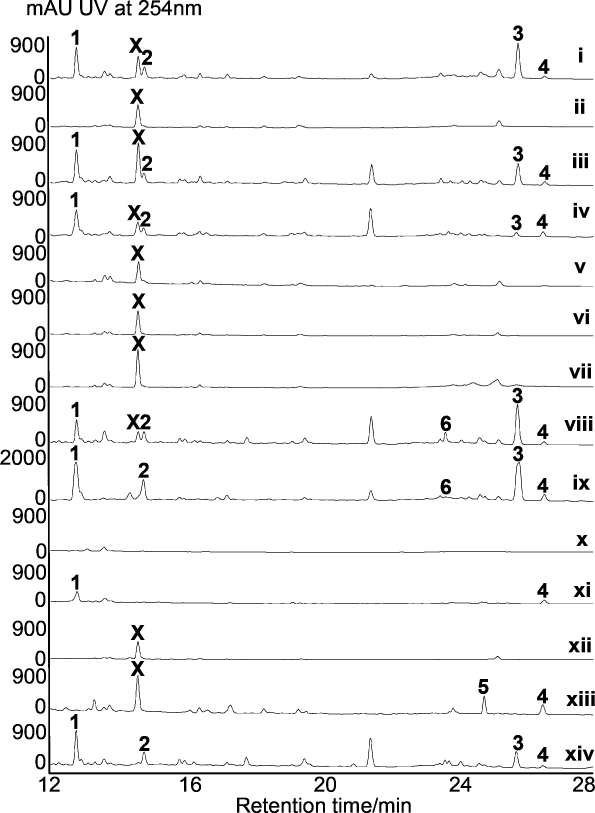 mAU UV at 254nm
900 1 X 2 3 4 i
0
900 X ii
0
900 1 X 2 3 4 iii
0
900 1 X 2 3 4 iv
0
900 X v
0
900 X vi
0
900 X vii
0
900 1 X 2 6 3 4 viii
0
2000 1 2 6 3 4 ix
0
900 x
0
900 1 4 xi
0
900 X xii
0
900 X 5 4 xiii
0
900 1 2 3 4 xiv
0
12 16 20 24 28
Retention time/min